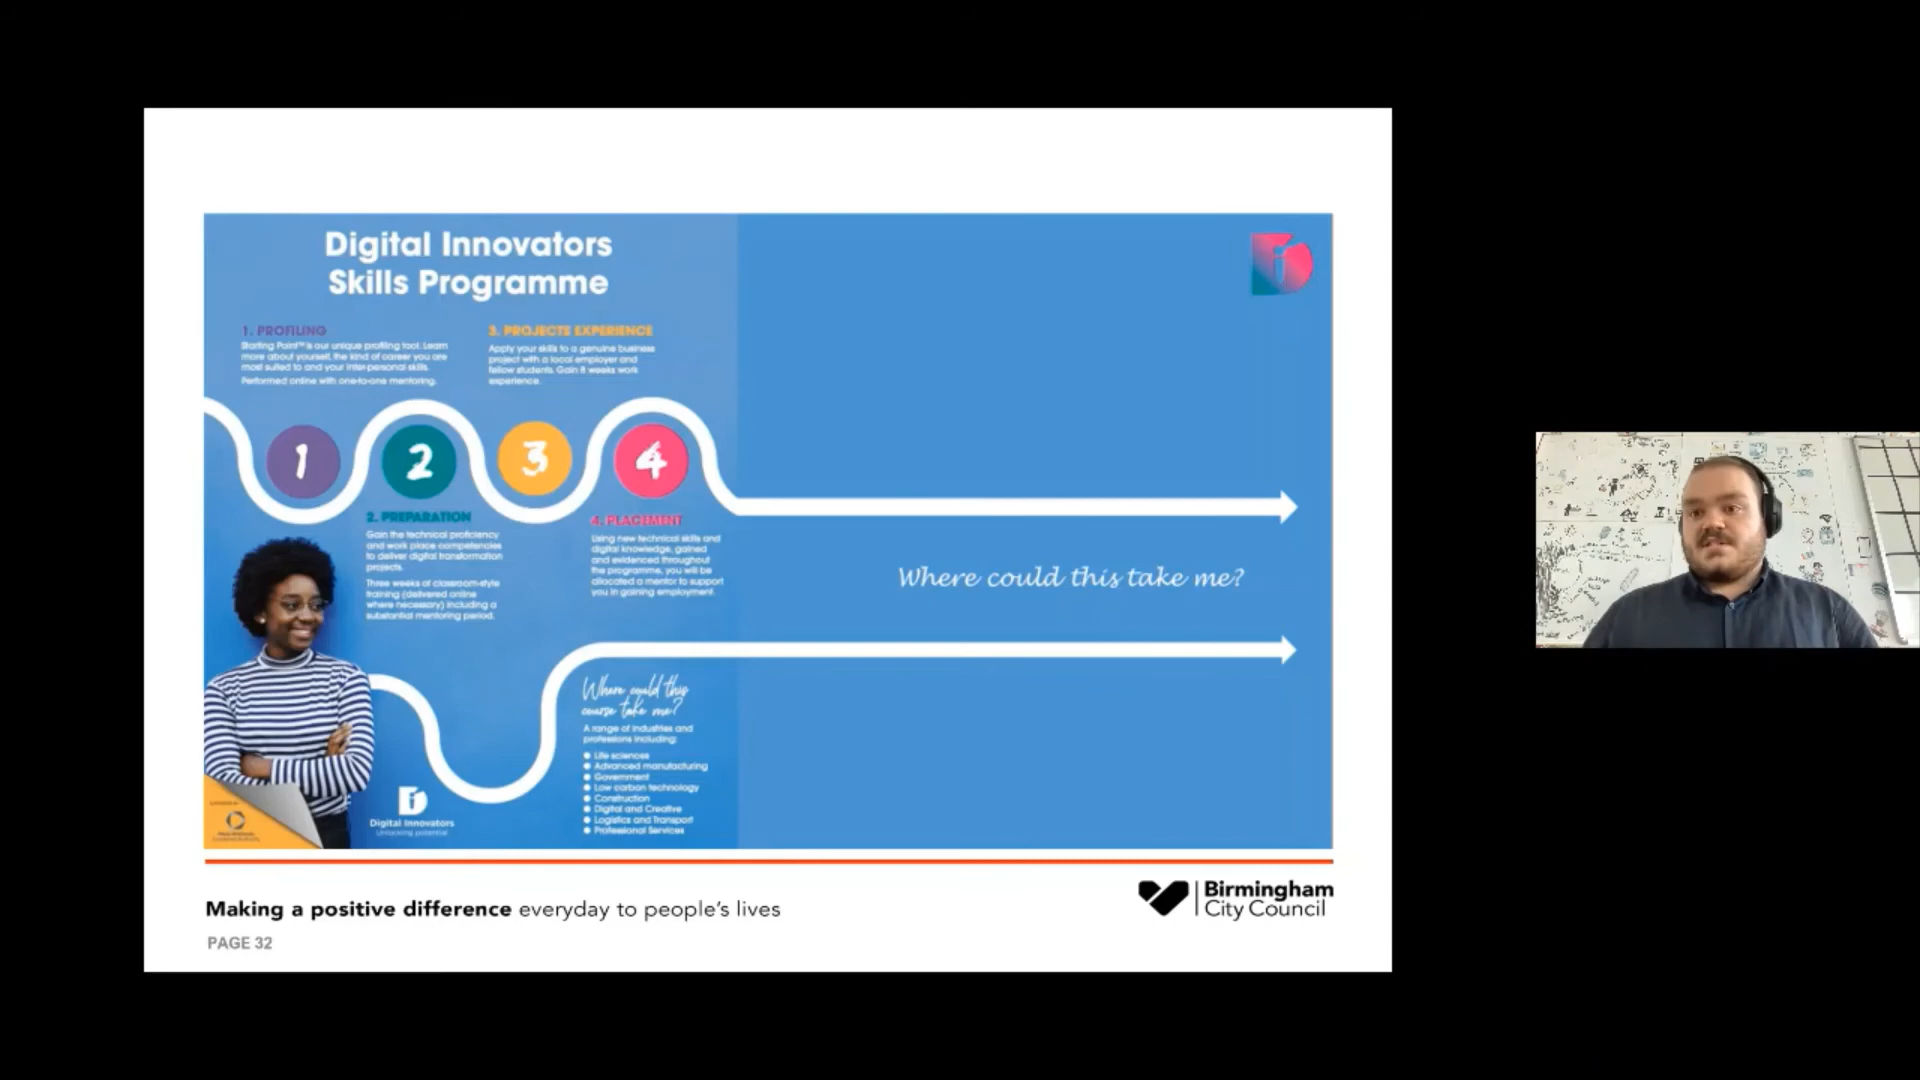 Digital Innovators
Skills Programme
1. PROFILING
Starting Point™ is our unique profiling tool. Learn
more about yourself, the kind of career you are
most suited to and your inter-personal skills.
Performed online with one-to-one mentoring.
3. PROJECTS EXPERIENCE
Apply your skills to a genuine business
project with a local employer and
fellow students. Gain 8 weeks work
experience.
1
2
3
4
2. PREPARATION
Gain the technical proficiency
and work place competencies
to deliver digital transformation
projects.
Three weeks of classroom-style
training (delivered online
where necessary) including a
substantial mentoring period.
4. PLACEMENT
Using new technical skills and
digital knowledge, gained
and evidenced throughout
the programme, you will be
allocated a mentor to support
you in gaining employment.
Where could this take me?
Where could this
course take me?
A range of industries and
professions including:
Life sciences
Advanced manufacturing
Government
Low carbon technology
Construction
Digital and Creative
Logistics and Transport
Professional Services
Digital Innovators
Unlocking potential
Making a positive difference everyday to people's lives
Birmingham
City Council
PAGE 32